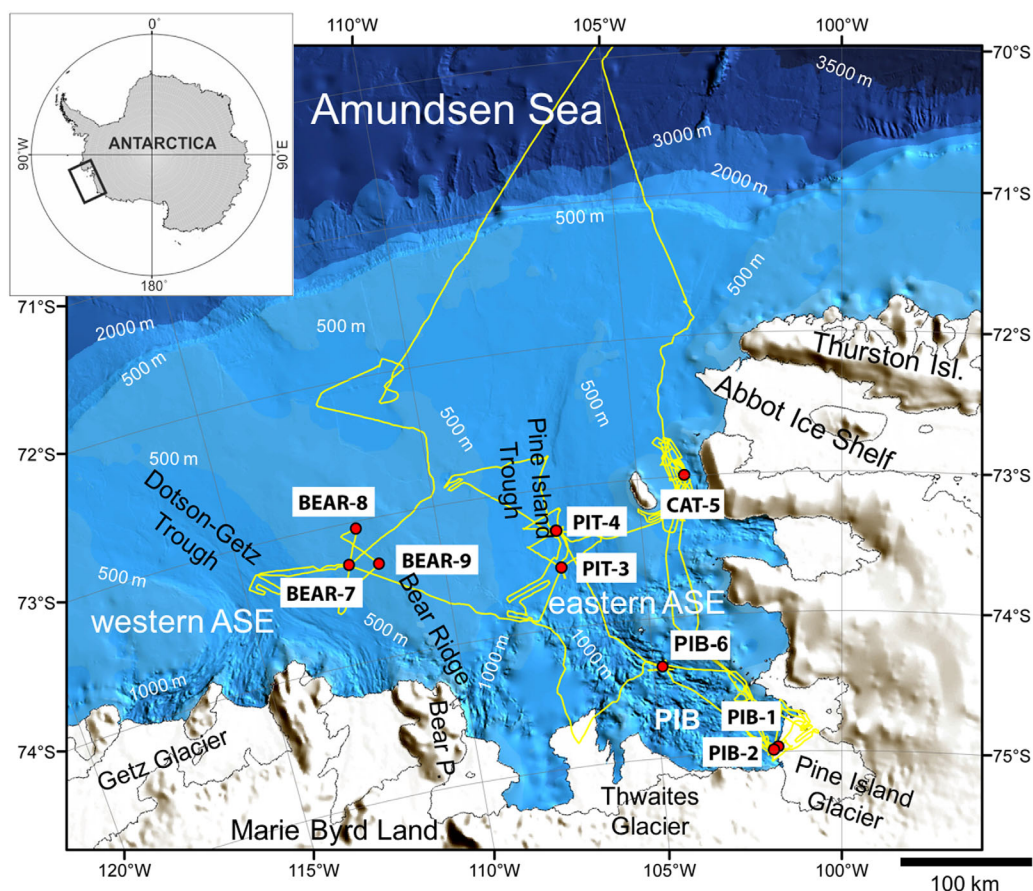 110°W
105°W
100°W
0°
ANTARCTICA
90°W
90°E
180°
Amundsen Sea
70°S
3500 m
3000 m
2000 m
71°S
500 m
500 m
71°S
2000 m
500 m
500 m
72°S
Thurston Isl.
Abbot Ice Shelf
500 m
500 m
72°S
500 m
Pine Island
Trough
73°S
Dotson-Getz
Trough
BEAR-8
CAT-5
PIT-4
BEAR-9
PIT-3
BEAR-7
73°S
500 m
western ASE
500 m
Bear Ridge
eastern ASE
74°S
1000 m
1000 m
PIB-6
1000 m
PIB
PIB-1
PIB-2
Bear P.
74°S
75°S
Getz Glacier
Pine Island
Glacier
Thwaites
Glacier
Marie Byrd Land
120°W
115°W
110°W
105°W
100°W
100 km